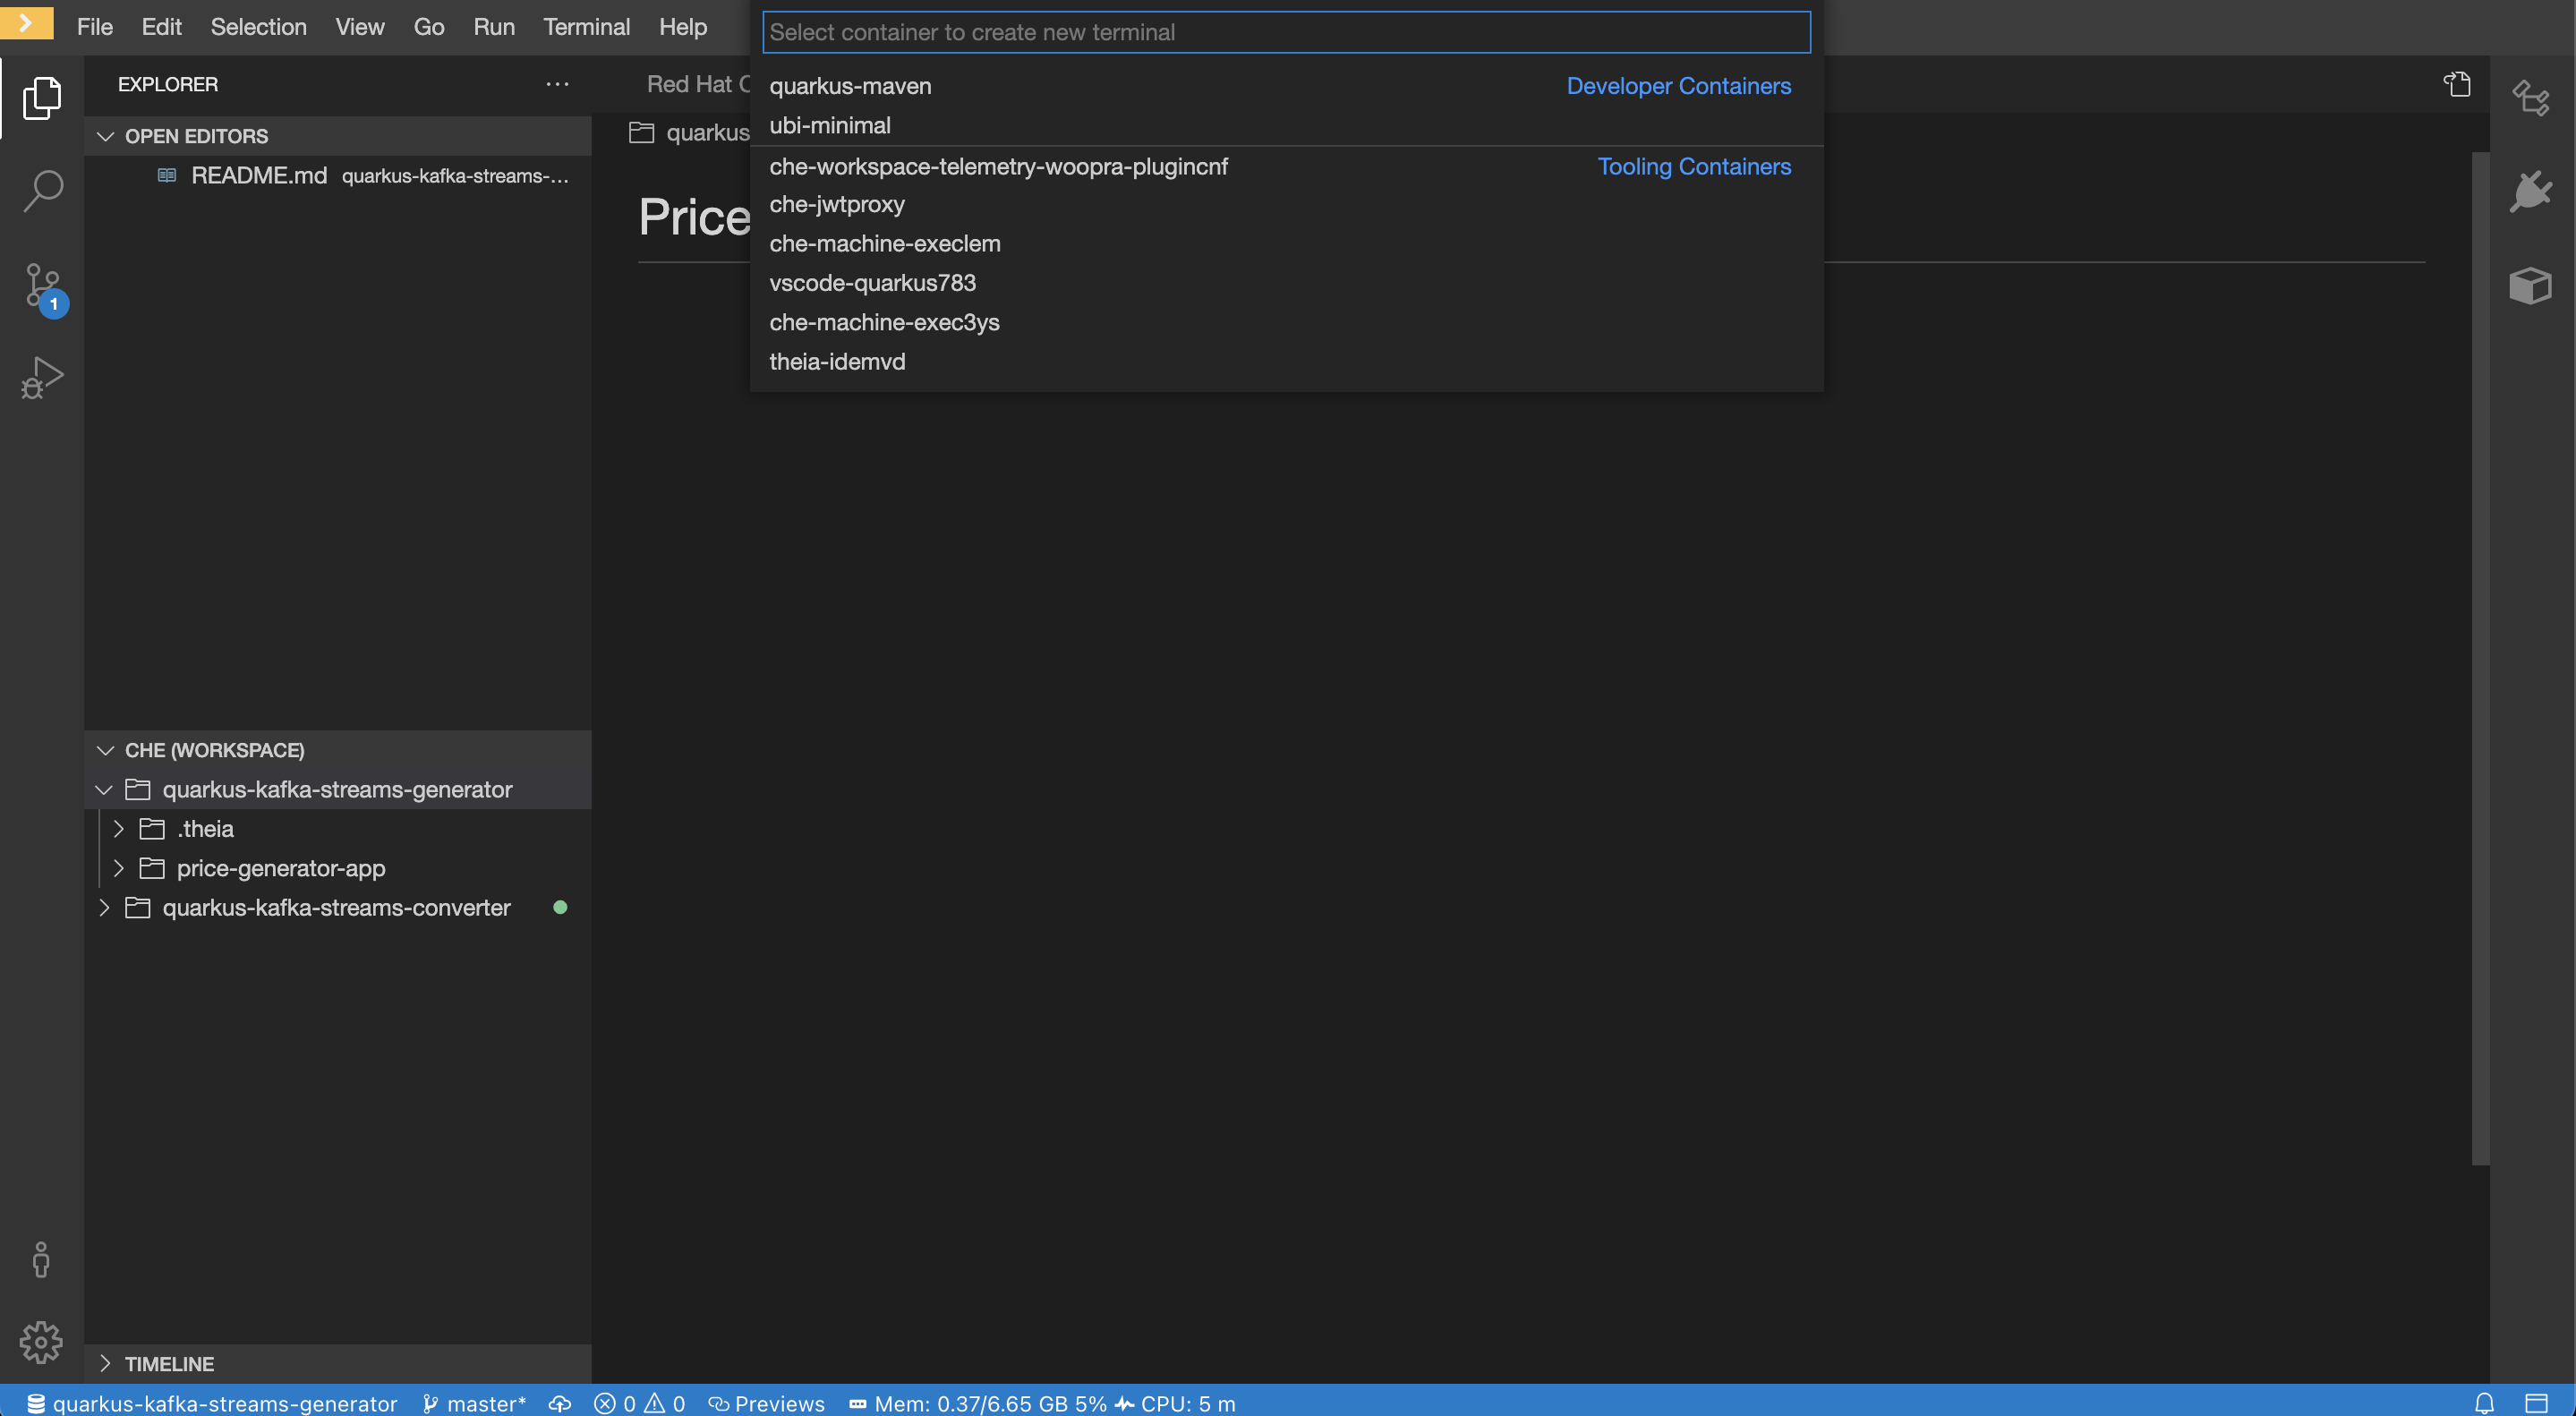 File Edit Selection View Go Run Terminal Help
Select container to create new terminal
quarkus-maven Developer Containers
ubi-minimal
che-workspace-telemetry-woopra-plugincnf Tooling Containers
che-jwtproxy
che-machine-execlem
vscode-quarkus783
che-machine-exec3ys
theia-idemvd
EXPLORER
OPEN EDITORS
README.md quarkus-kafka-streams-...
Red Hat
quarkus
Price
1
CHE (WORKSPACE)
quarkus-kafka-streams-generator
.theia
price-generator-app
quarkus-kafka-streams-converter
TIMELINE
quarkus-kafka-streams-generator master* 0 0 Previews Mem: 0.37/6.65 GB 5% CPU: 5 m